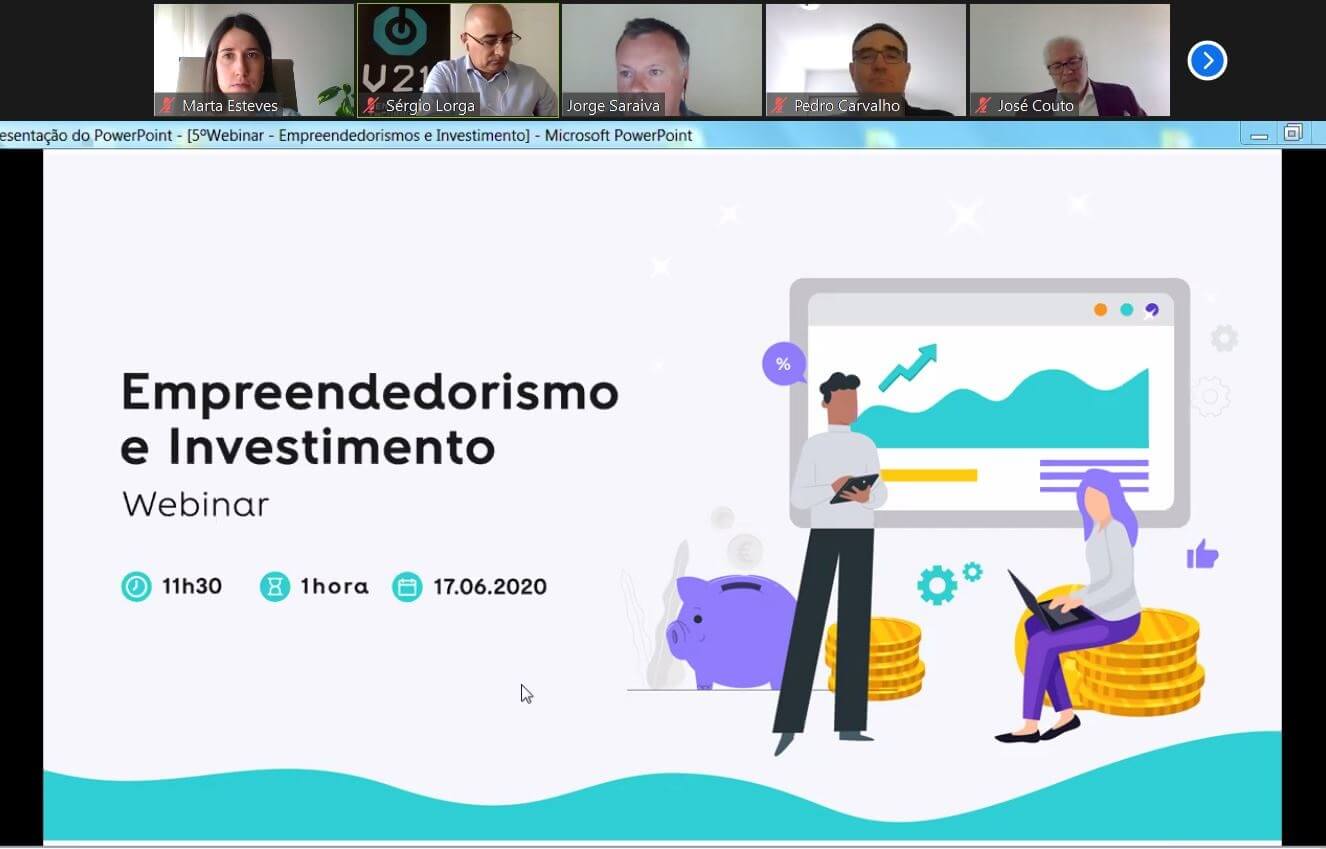 V21
Marta Esteves
Sérgio Lorga
Jorge Saraiva
Pedro Carvalho
José Couto
esentação do PowerPoint - [5ºWebinar - Empreendedorismos e Investimento] - Microsoft PowerPoint
%
Empreendedorismo
e Investimento
Webinar
11h30
1hora
17.06.2020
€